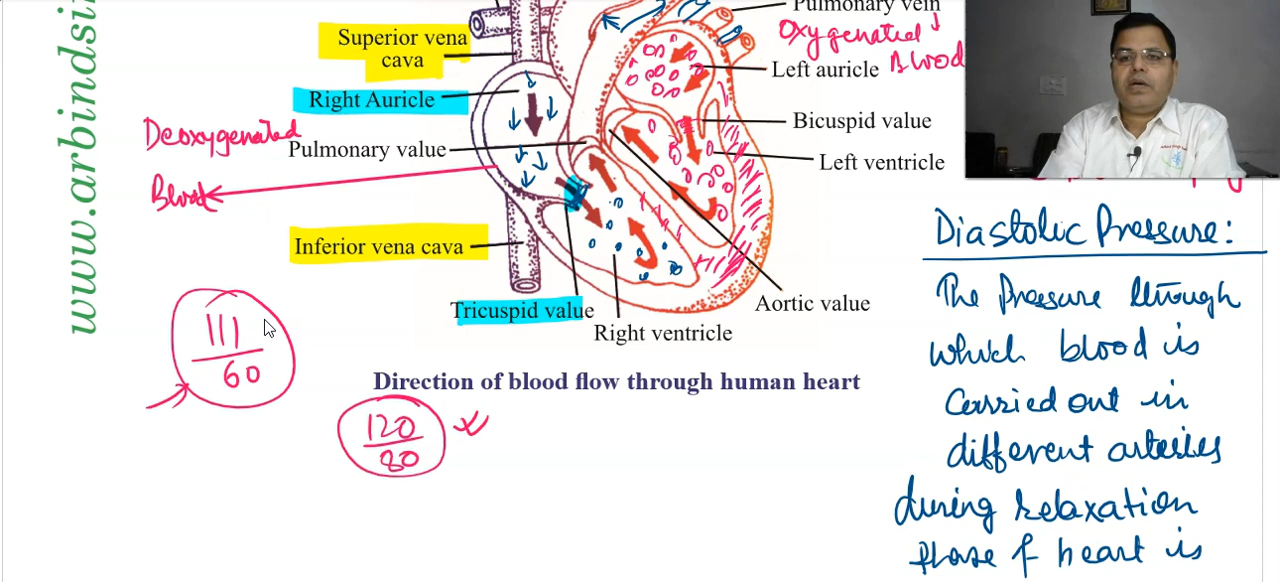 www.arbindsi
Pulmonary vein
Superior vena
cava
Oxygenated
Blood
Left auricle
Right Auricle
Bicuspid value
Deoxygenated
Blood
Pulmonary value
Left ventricle
Inferior vena cava
Tricuspid value
Aortic value
Right ventricle
111
60
Direction of blood flow through human heart
120
80
Diastolic Pressure:
The Pressure through
which blood is
carried out in
different arteries
during relaxation
phase of heart is